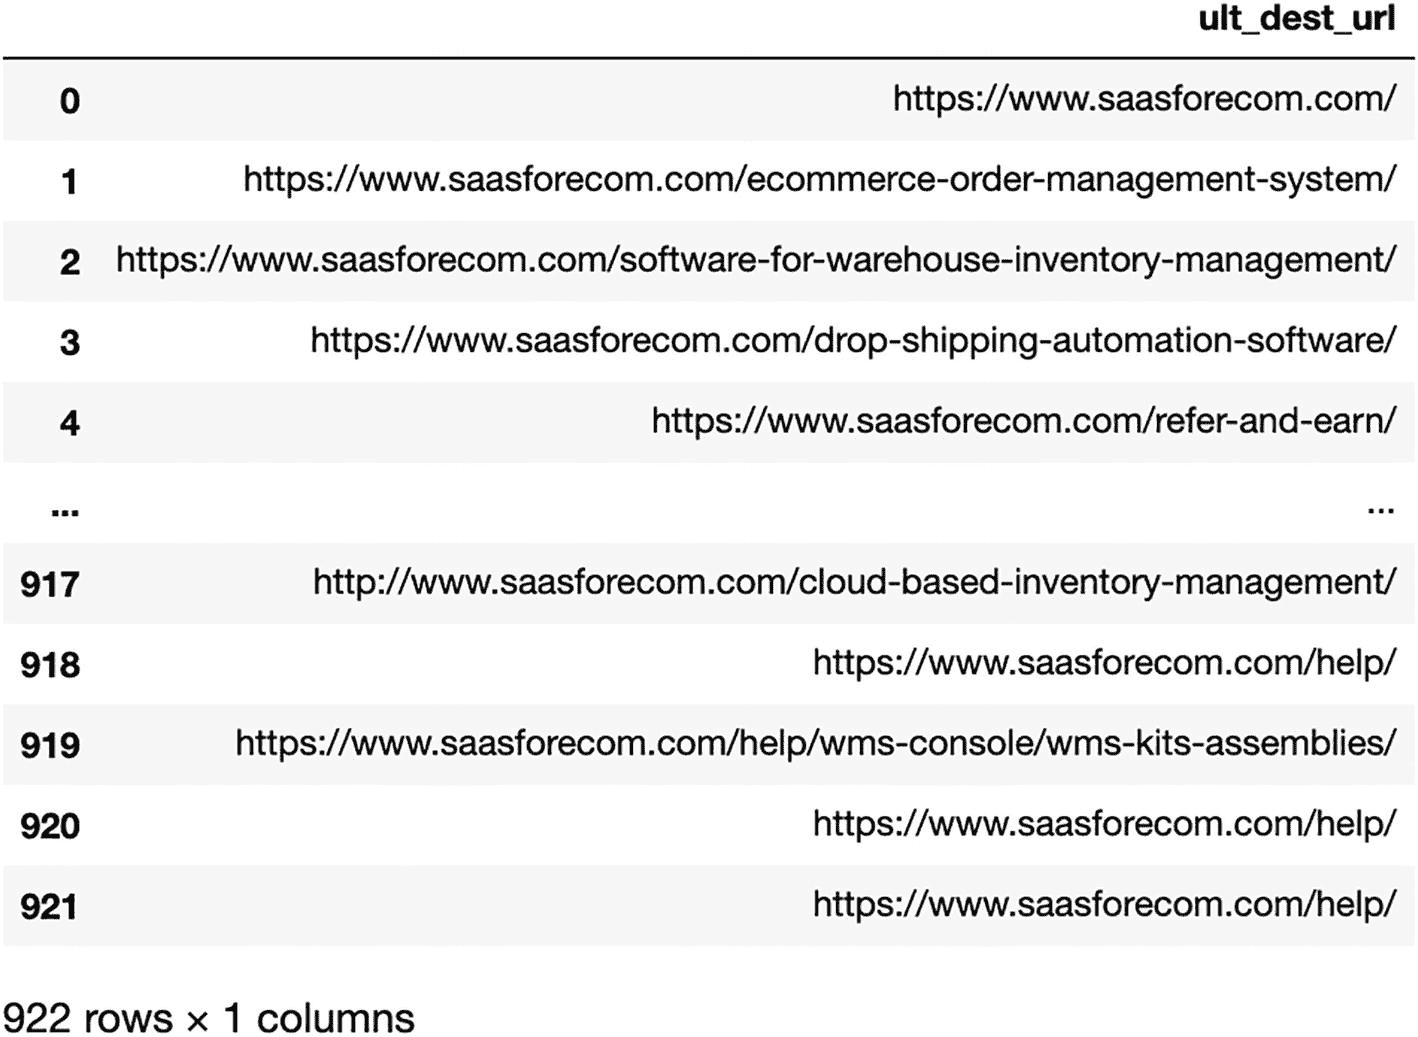 ult_dest_url
0 https://www.saasforecom.com/
1 https://www.saasforecom.com/ecommerce-order-management-system/
2 https://www.saasforecom.com/software-for-warehouse-inventory-management/
3 https://www.saasforecom.com/drop-shipping-automation-software/
4 https://www.saasforecom.com/refer-and-earn/
... ...
917 http://www.saasforecom.com/cloud-based-inventory-management/
918 https://www.saasforecom.com/help/
919 https://www.saasforecom.com/help/wms-console/wms-kits-assemblies/
920 https://www.saasforecom.com/help/
921 https://www.saasforecom.com/help/
922 rows × 1 columns